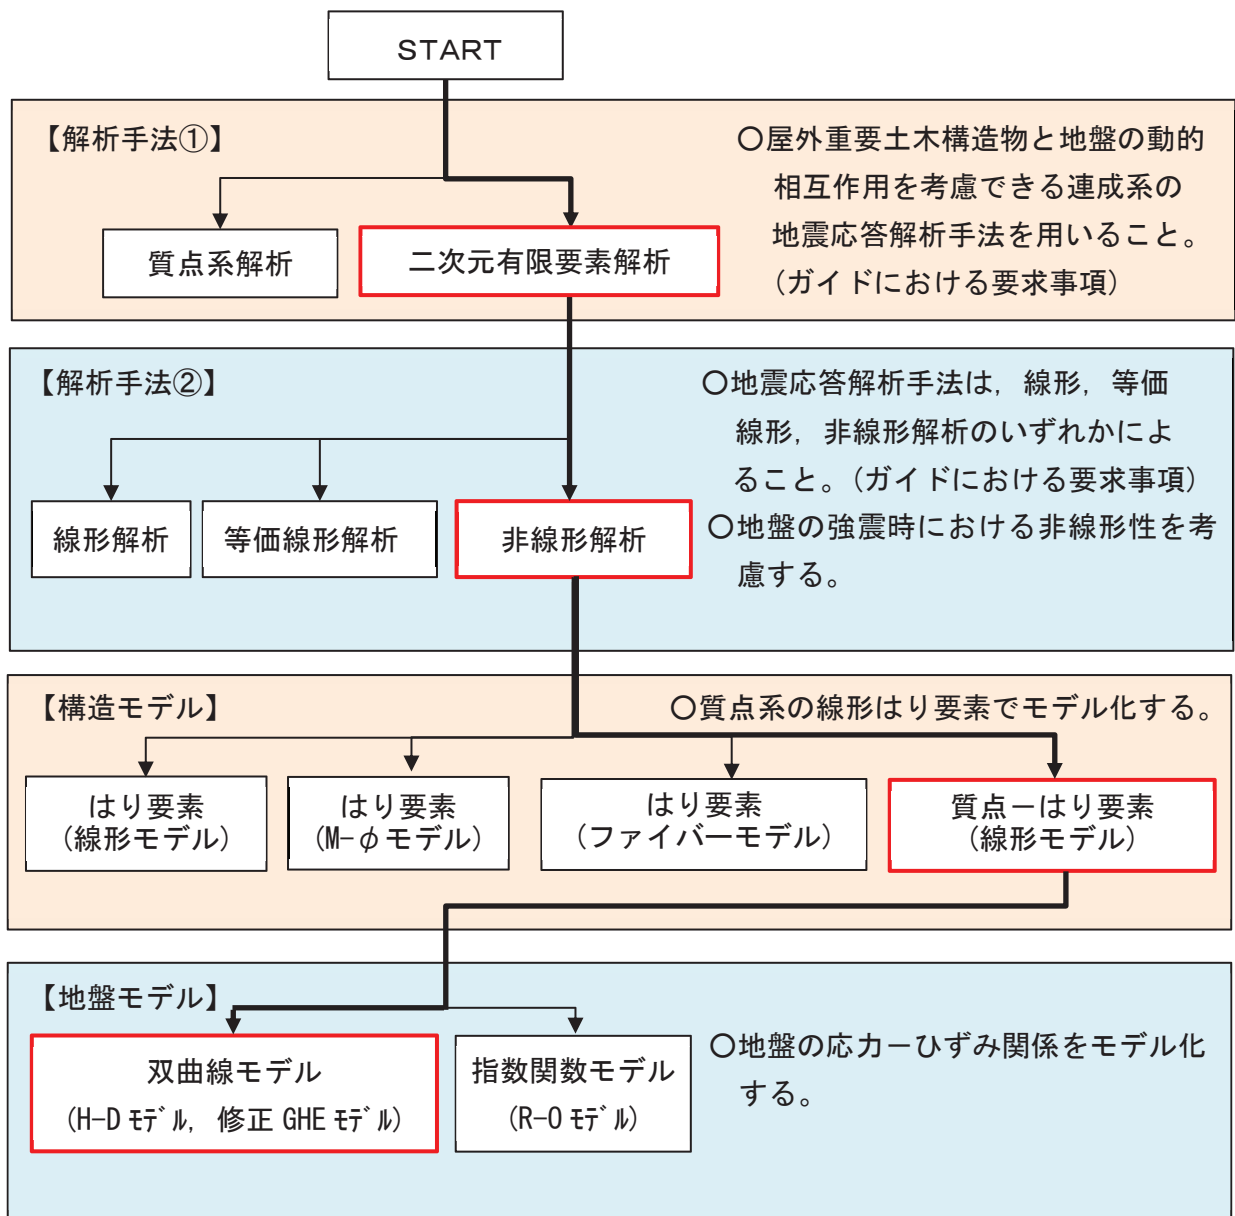 START
【解析手法①】
○屋外重要土木構造物と地盤の動的
相互作用を考慮できる連成系の
地震応答解析手法を用いること。
(ガイドにおける要求事項)
質点系解析
二次元有限要素解析
【解析手法②】
○地震応答解析手法は，線形，等価
線形，非線形解析のいずれかによ
ること。(ガイドにおける要求事項)
○地盤の強震時における非線形性を考
慮する。
線形解析
等価線形解析
非線形解析
【構造モデル】
○質点系の線形はり要素でモデル化する。
はり要素
(線形モデル)
はり要素
(M-φモデル)
はり要素
(ファイバーモデル)
質点－はり要素
(線形モデル)
【地盤モデル】
双曲線モデル
(H-Dﾓﾃﾞﾙ，修正GHEﾓﾃﾞﾙ)
指数関数モデル
(R-Oﾓﾃﾞﾙ)
○地盤の応力－ひずみ関係をモデル化
する。